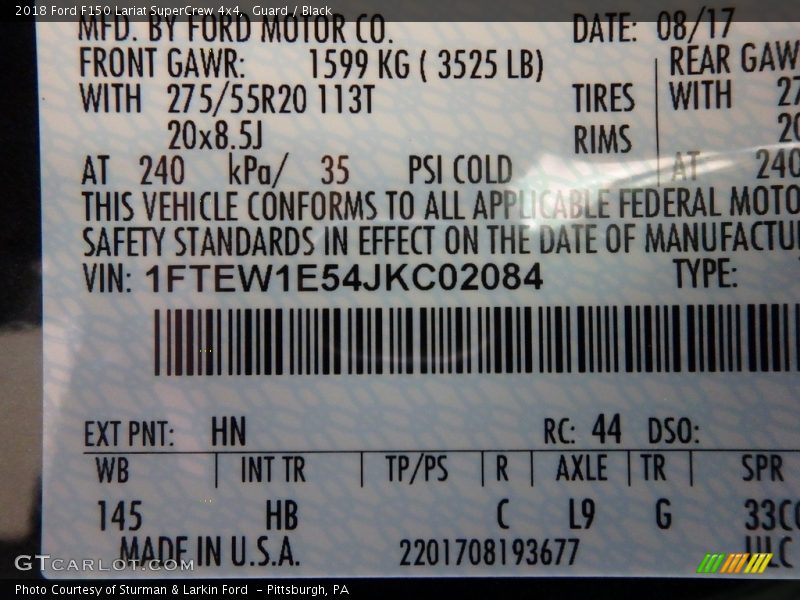 2018 Ford F150 Lariat SuperCrew 4x4, Guard / Black
MFD. BY FORD MOTOR CO. DATE: 08/17
FRONT GAWR: 1599 KG ( 3525 LB) REAR GAW
WITH 275/55R20 113T TIRES WITH 27
20x8.5J RIMS 20
AT 240 kPa/ 35 PSI COLD AT 240
THIS VEHICLE CONFORMS TO ALL APPLICABLE FEDERAL MOTO
SAFETY STANDARDS IN EFFECT ON THE DATE OF MANUFACTU
VIN: 1FTEW1E54JKC02084 TYPE:
EXT PNT: HN RC: 44 DSO:
WB INT TR TP/PS R AXLE TR SPR
145 HB C L9 G 33CC
MADE IN U.S.A. 2201708193677 ULC
GTCARLOT.COM
Photo Courtesy of Sturman & Larkin Ford - Pittsburgh, PA